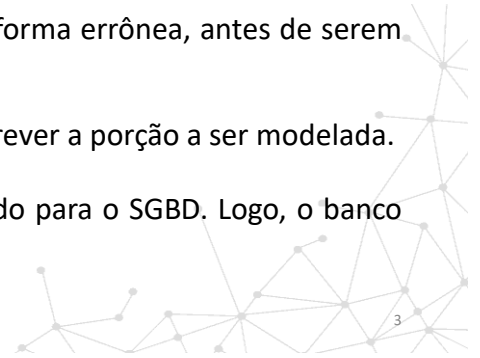 forma errônea, antes de serem
rever a porção a ser modelada.
do para o SGBD. Logo, o banco
3